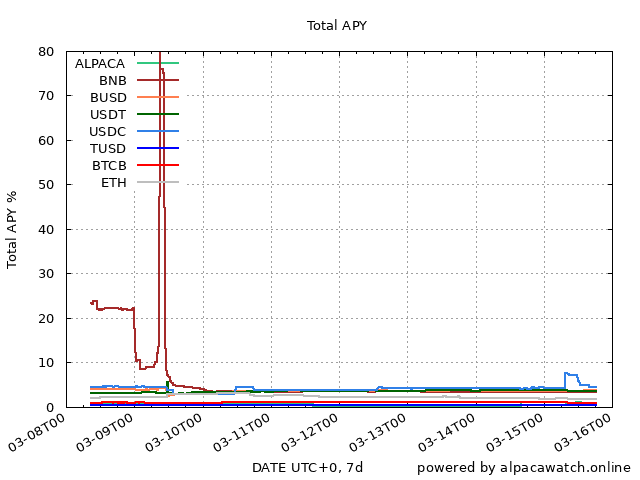 Total APY
80
70
60
50
40
30
20
10
0
Total APY %
ALPACA
BNB
BUSD
USDT
USDC
TUSD
BTCB
ETH
03-08T00
03-09T00
03-10T00
03-11T00
03-12T00
03-13T00
03-14T00
03-15T00
03-16T00
DATE UTC+0, 7d
powered by alpacawatch.online